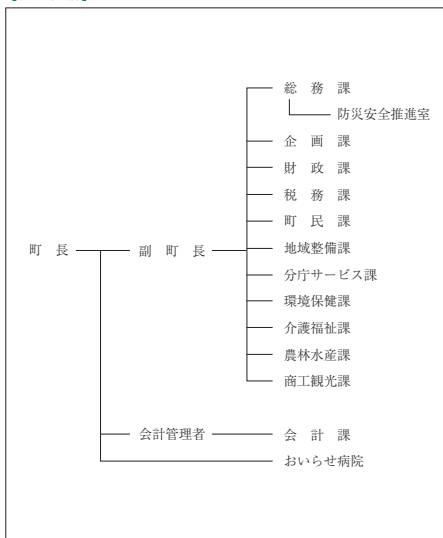 総務課
防災安全推進室
企画課
財政課
税務課
町民課
町長
副町長
地域整備課
分庁サービス課
環境保健課
介護福祉課
農林水産課
商工観光課
会計管理者
会計課
おいらせ病院